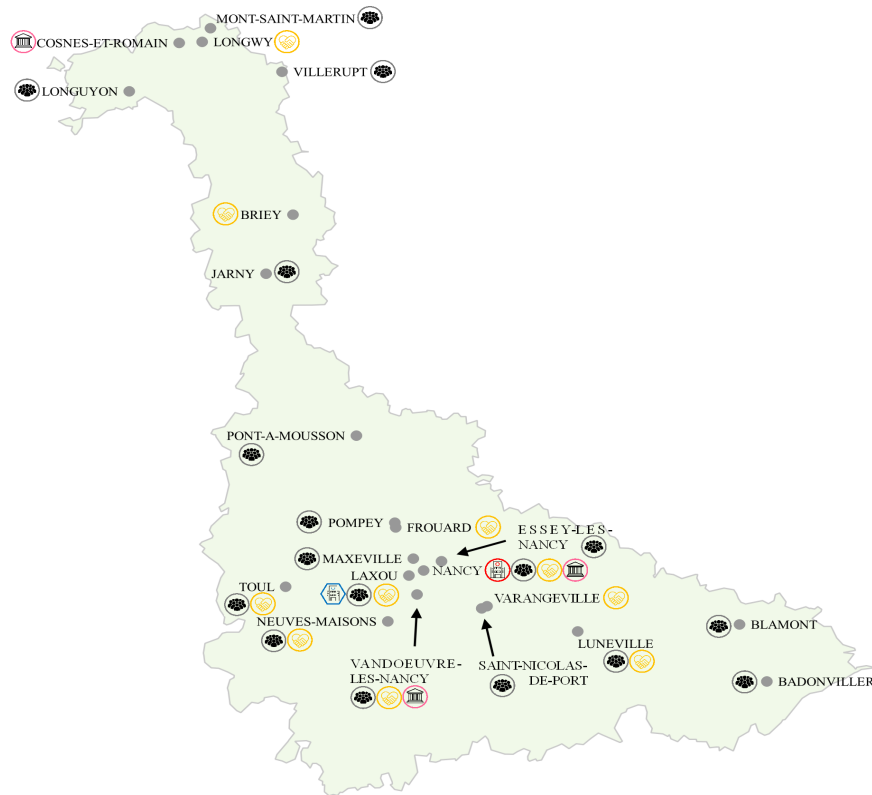 MONT-SAINT-MARTIN
COSNES-ET-ROMAIN
LONGWY
VILLERUPT
LONGUYON
BRIEY
JARNY
PONT-A-MOUSSON
POMPEY
FROUARD
ESSEY-LES-
NANCY
MAXEVILLE
NANCY
LAXOU
TOUL
VARANGEVILLE
NEUVES-MAISONS
BLAMONT
LUNEVILLE
VANDOEUVRE-
LES-NANCY
SAINT-NICOLAS-
DE-PORT
BADONVILLER